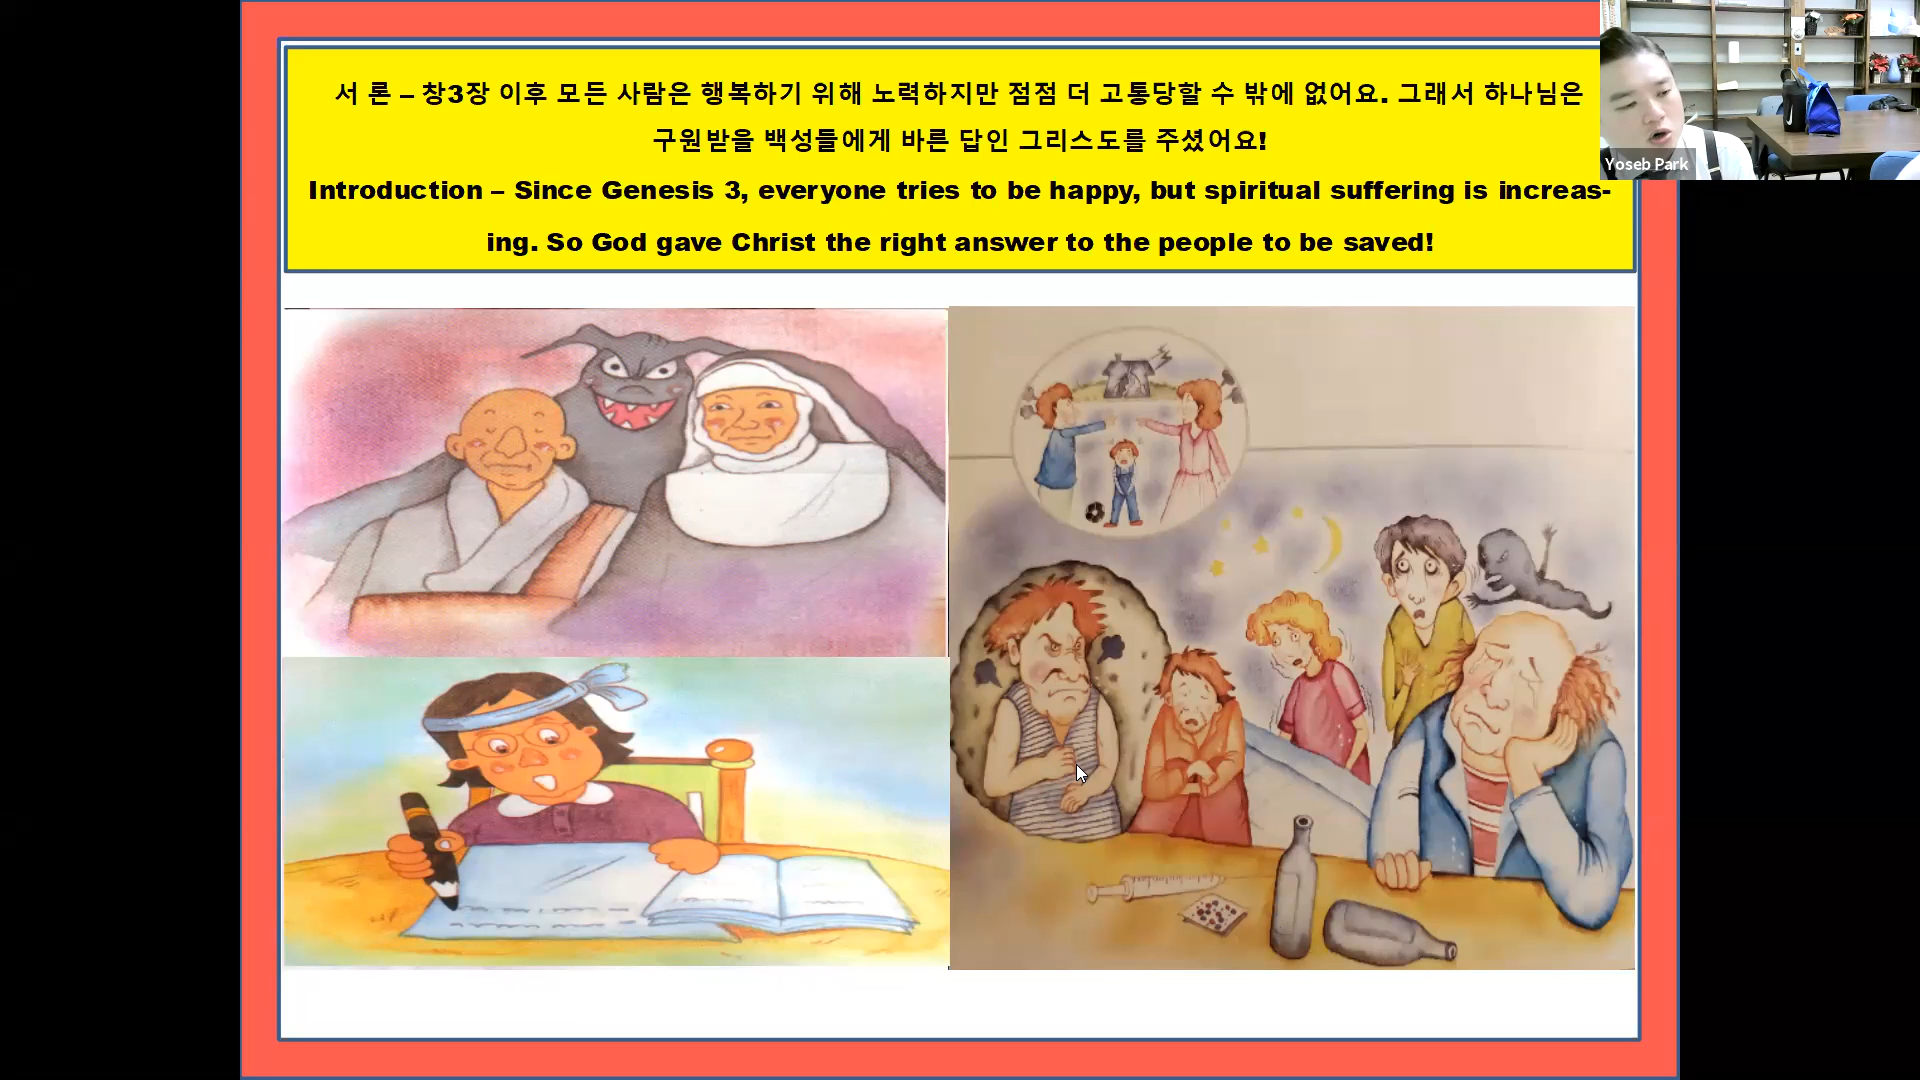 서 론 – 창3장 이후 모든 사람은 행복하기 위해 노력하지만 점점 더 고통당할 수 밖에 없어요. 그래서 하나님은
구원받을 백성들에게 바른 답인 그리스도를 주셨어요!
Introduction – Since Genesis 3, everyone tries to be happy, but spiritual suffering is increas-
ing. So God gave Christ the right answer to the people to be saved!
Yoseb Park